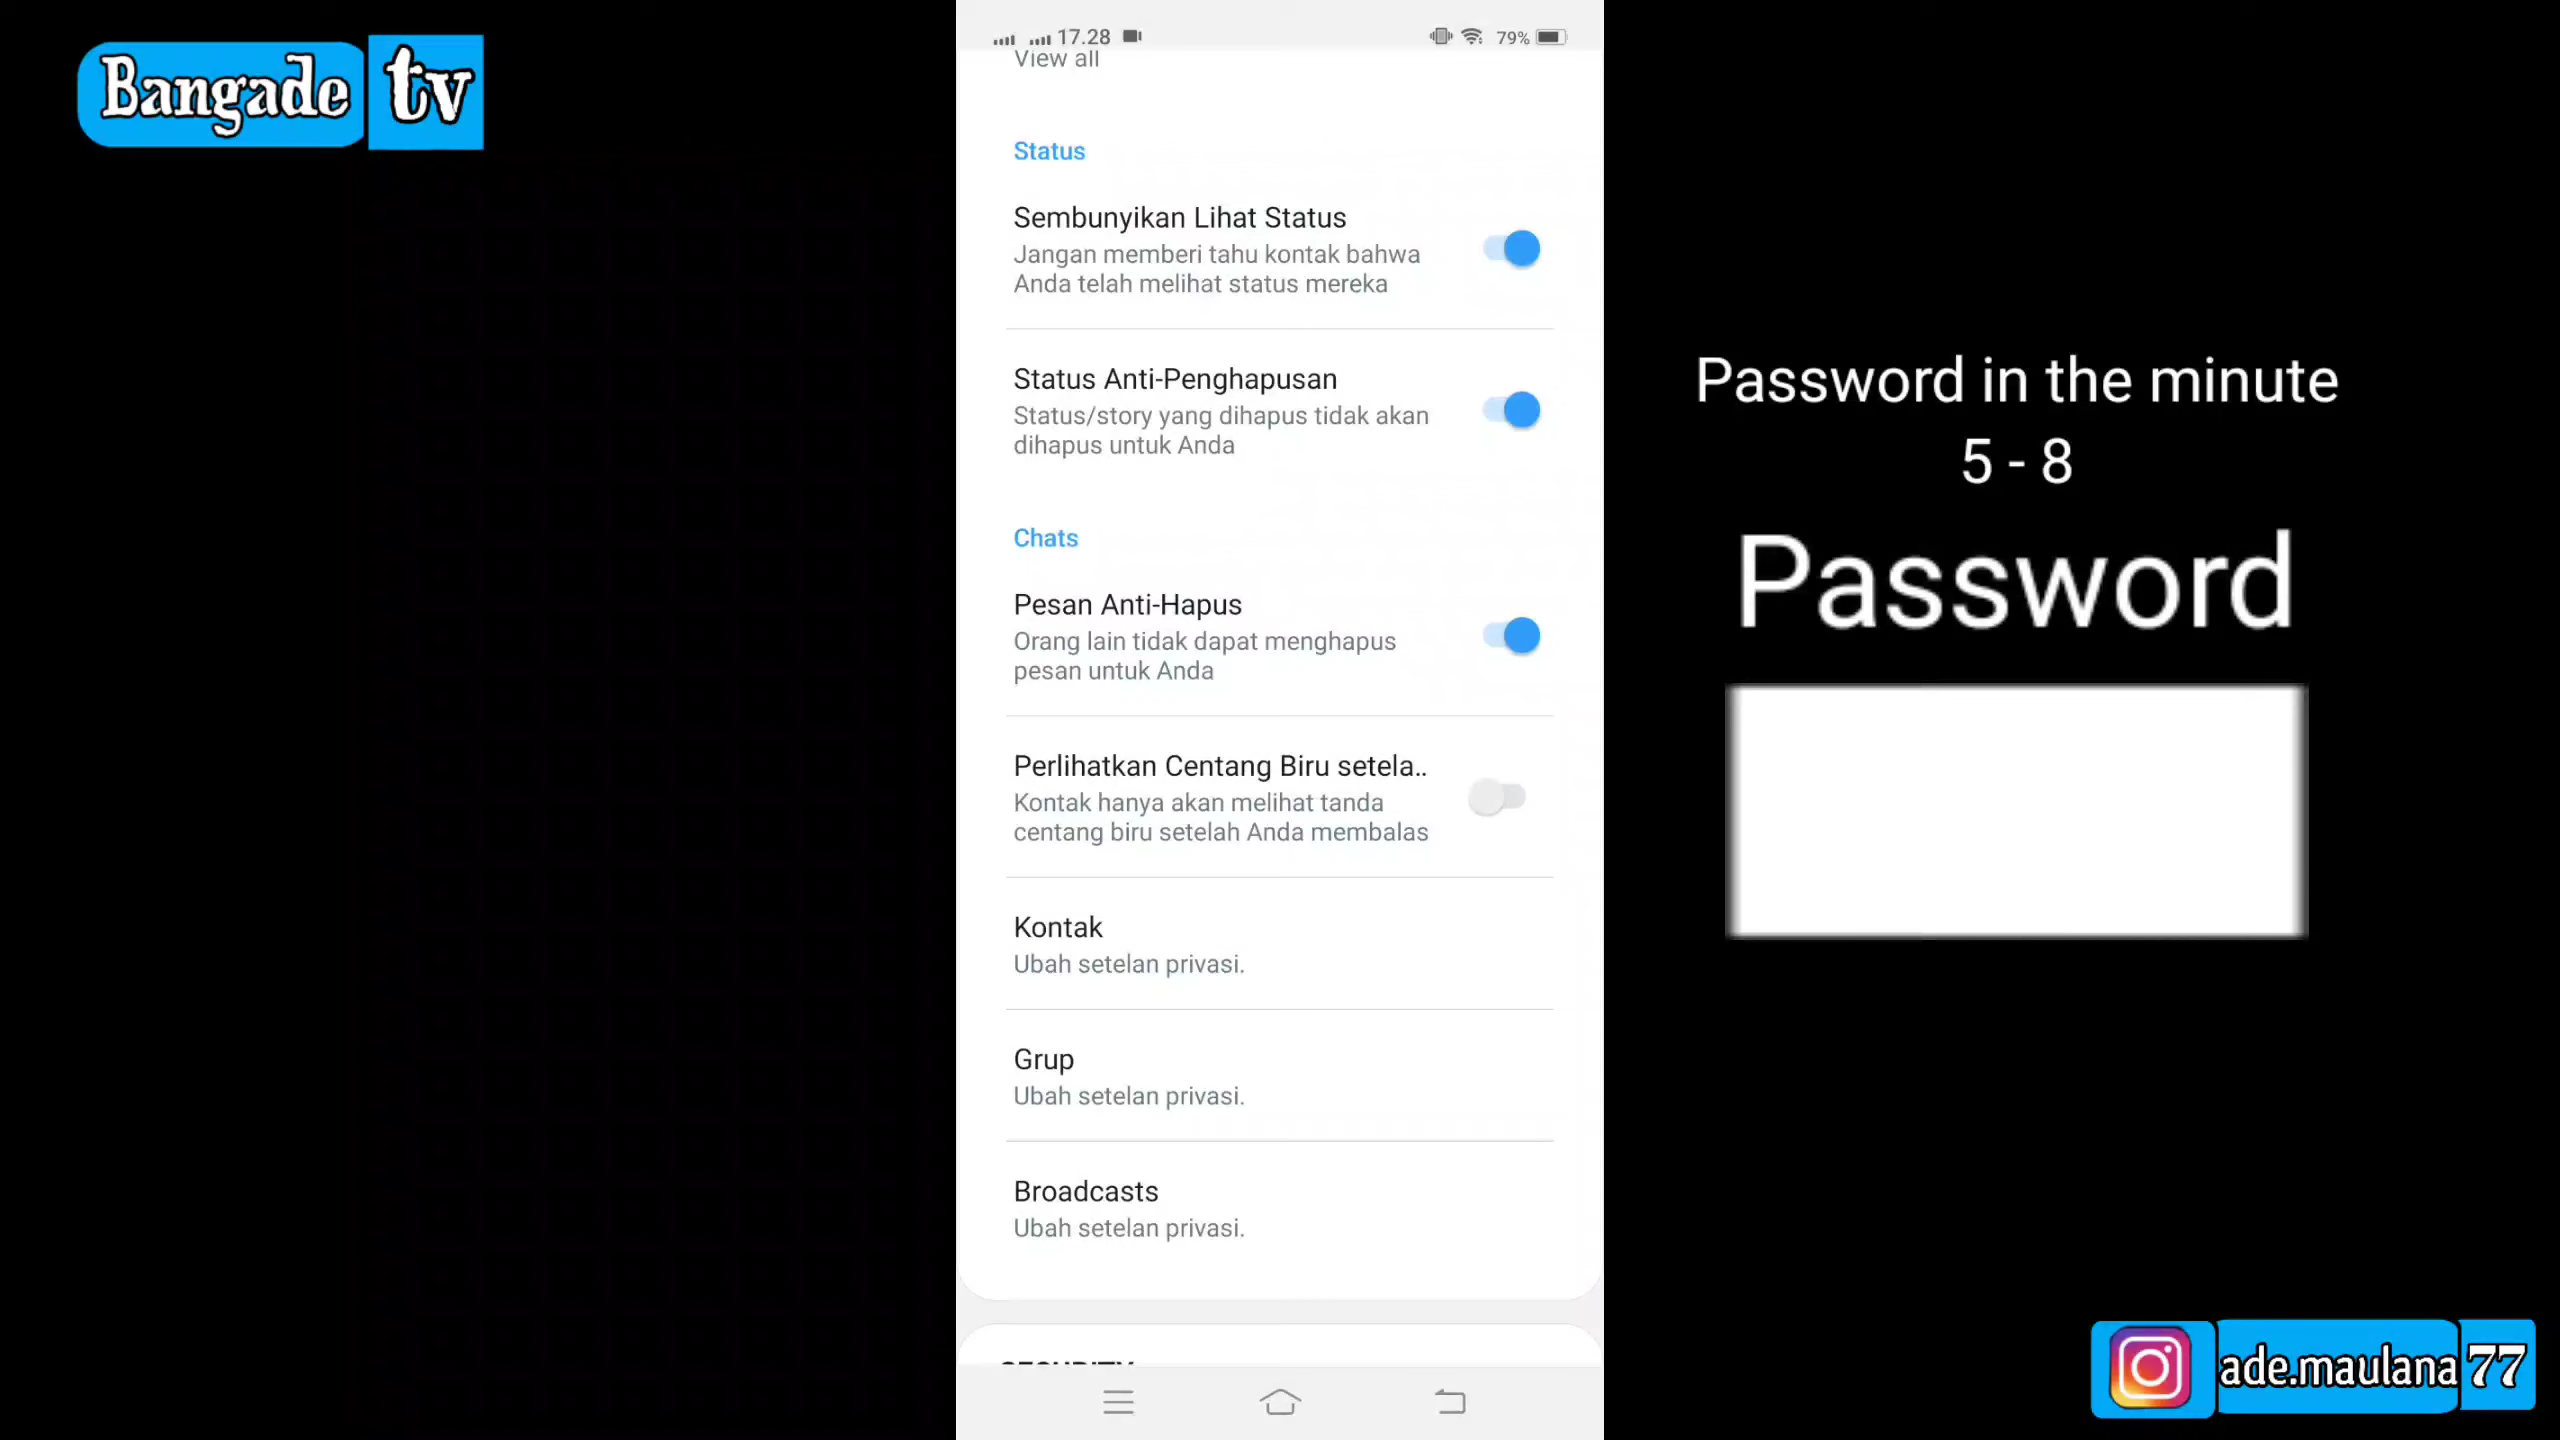 Bangade tv
17.28
79%
View all
Status
Sembunyikan Lihat Status
Jangan memberi tahu kontak bahwa
Anda telah melihat status mereka
Status Anti-Penghapusan
Status/story yang dihapus tidak akan
dihapus untuk Anda
Chats
Pesan Anti-Hapus
Orang lain tidak dapat menghapus
pesan untuk Anda
Perlihatkan Centang Biru setela..
Kontak hanya akan melihat tanda
centang biru setelah Anda membalas
Kontak
Ubah setelan privasi.
Grup
Ubah setelan privasi.
Broadcasts
Ubah setelan privasi.
Password in the minute
5 - 8
Password
ade.maulana 77